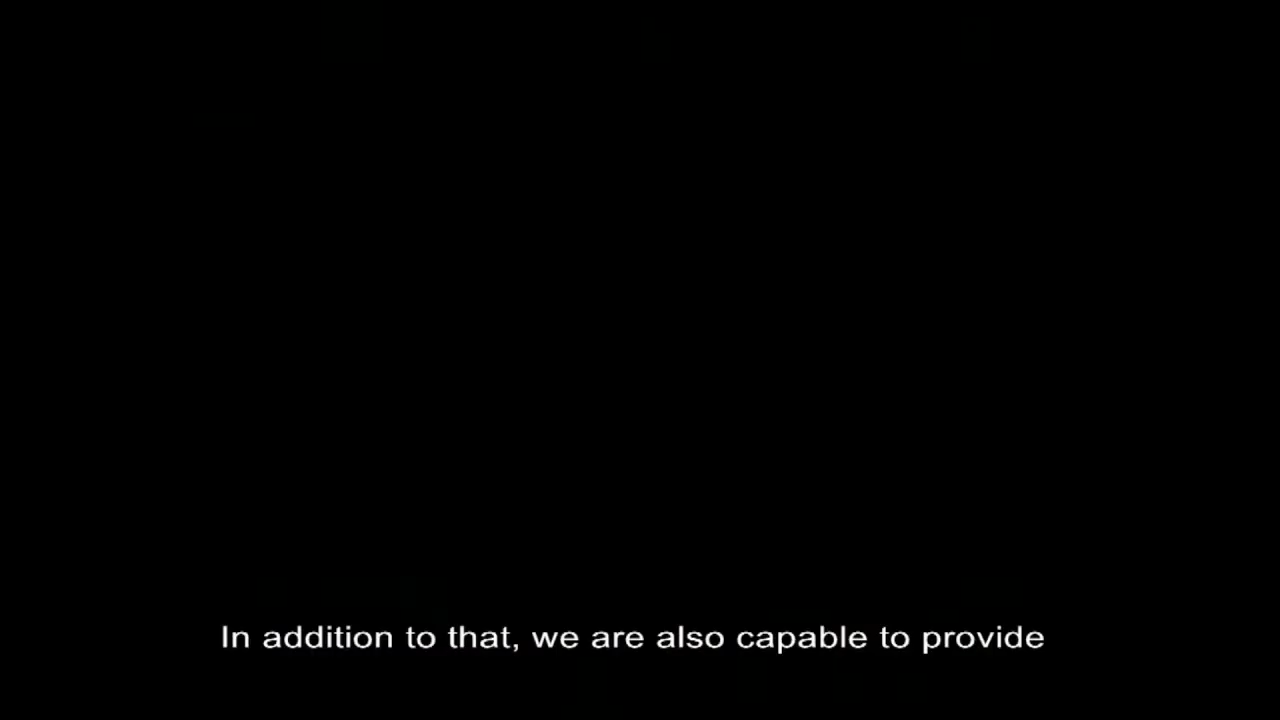 In addition to that, we are also capable to provide